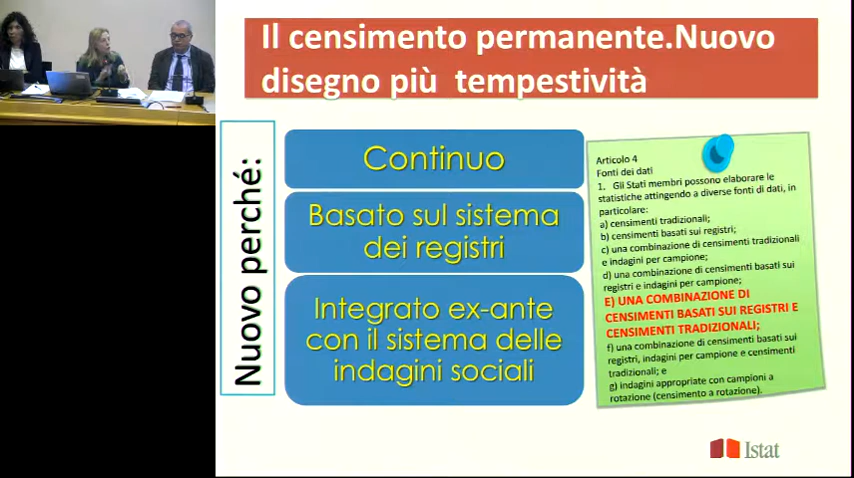 Il censimento permanente.Nuovo
disegno più tempestività
Nuovo perché:
Continuo
Basato sul sistema
dei registri
Integrato ex-ante
con il sistema delle
indagini sociali
Articolo 4
Fonti dei dati
1. Gli Stati membri possono elaborare le
statistiche attingendo a diverse fonti di dati, in
particolare:
a) censimenti tradizionali;
b) censimenti basati sui registri;
c) una combinazione di censimenti tradizionali
e indagini per campione;
d) una combinazione di censimenti basati sui
registri e indagini per campione;
E) UNA COMBINAZIONE DI
CENSIMENTI BASATI SUI REGISTRI E
CENSIMENTI TRADIZIONALI;
f) una combinazione di censimenti basati sui
registri, indagini per campione e censimenti
tradizionali; e
g) indagini appropriate con campioni a
rotazione (censimento a rotazione).
Istat